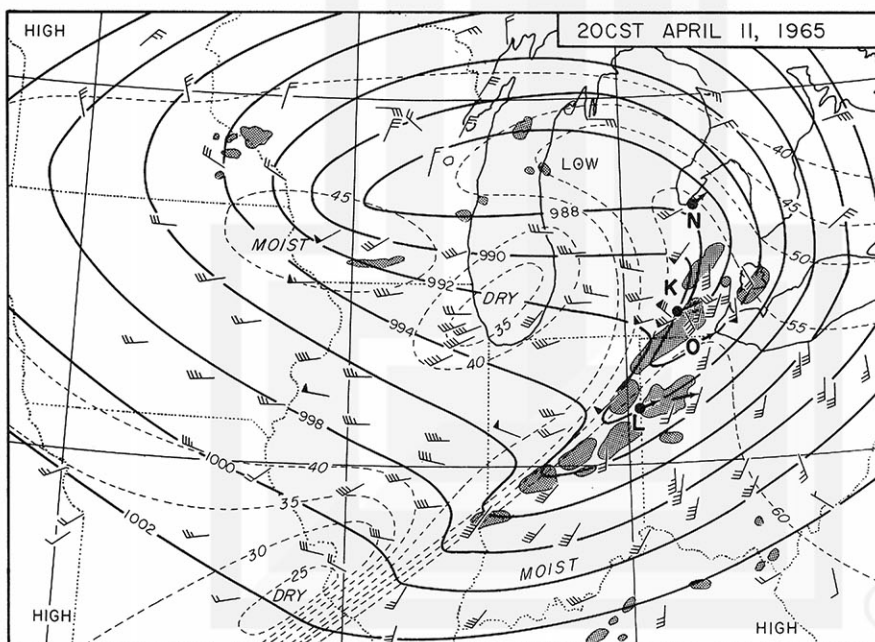 HIGH
20CST APRIL 11, 1965
LOW
40
45
45
988
N
MOIST
990
50
992
DRY
K
994
35
55
O
40
L
998
1000
40
35
1002
60
30
MOIST
25
DRY
HIGH
HIGH